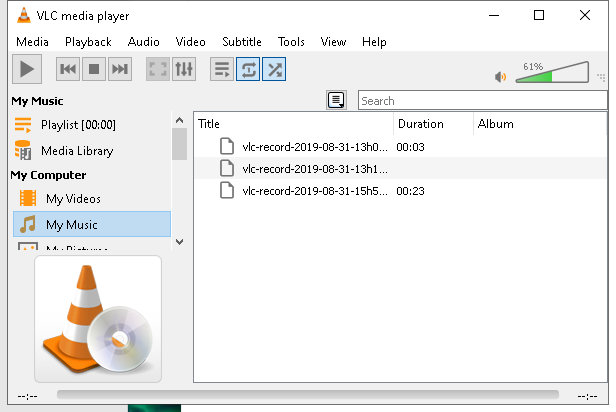 VLC media player
Media Playback Audio Video Subtitle Tools View Help
61%
My Music
Search
Playlist [00:00]
Title Duration Album
Media Library
vlc-record-2019-08-31-13h0... 00:03
My Computer
vlc-record-2019-08-31-13h1...
My Videos
vlc-record-2019-08-31-15h5... 00:23
My Music
My Pictures
--:-- --:--